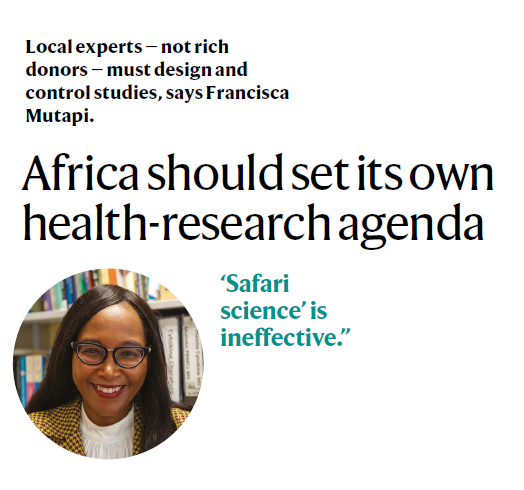 Local experts — not rich
donors — must design and
control studies, says Francisca
Mutapi.
Africa should set its own
health-research agenda
‘Safari
science’ is
ineffective.”